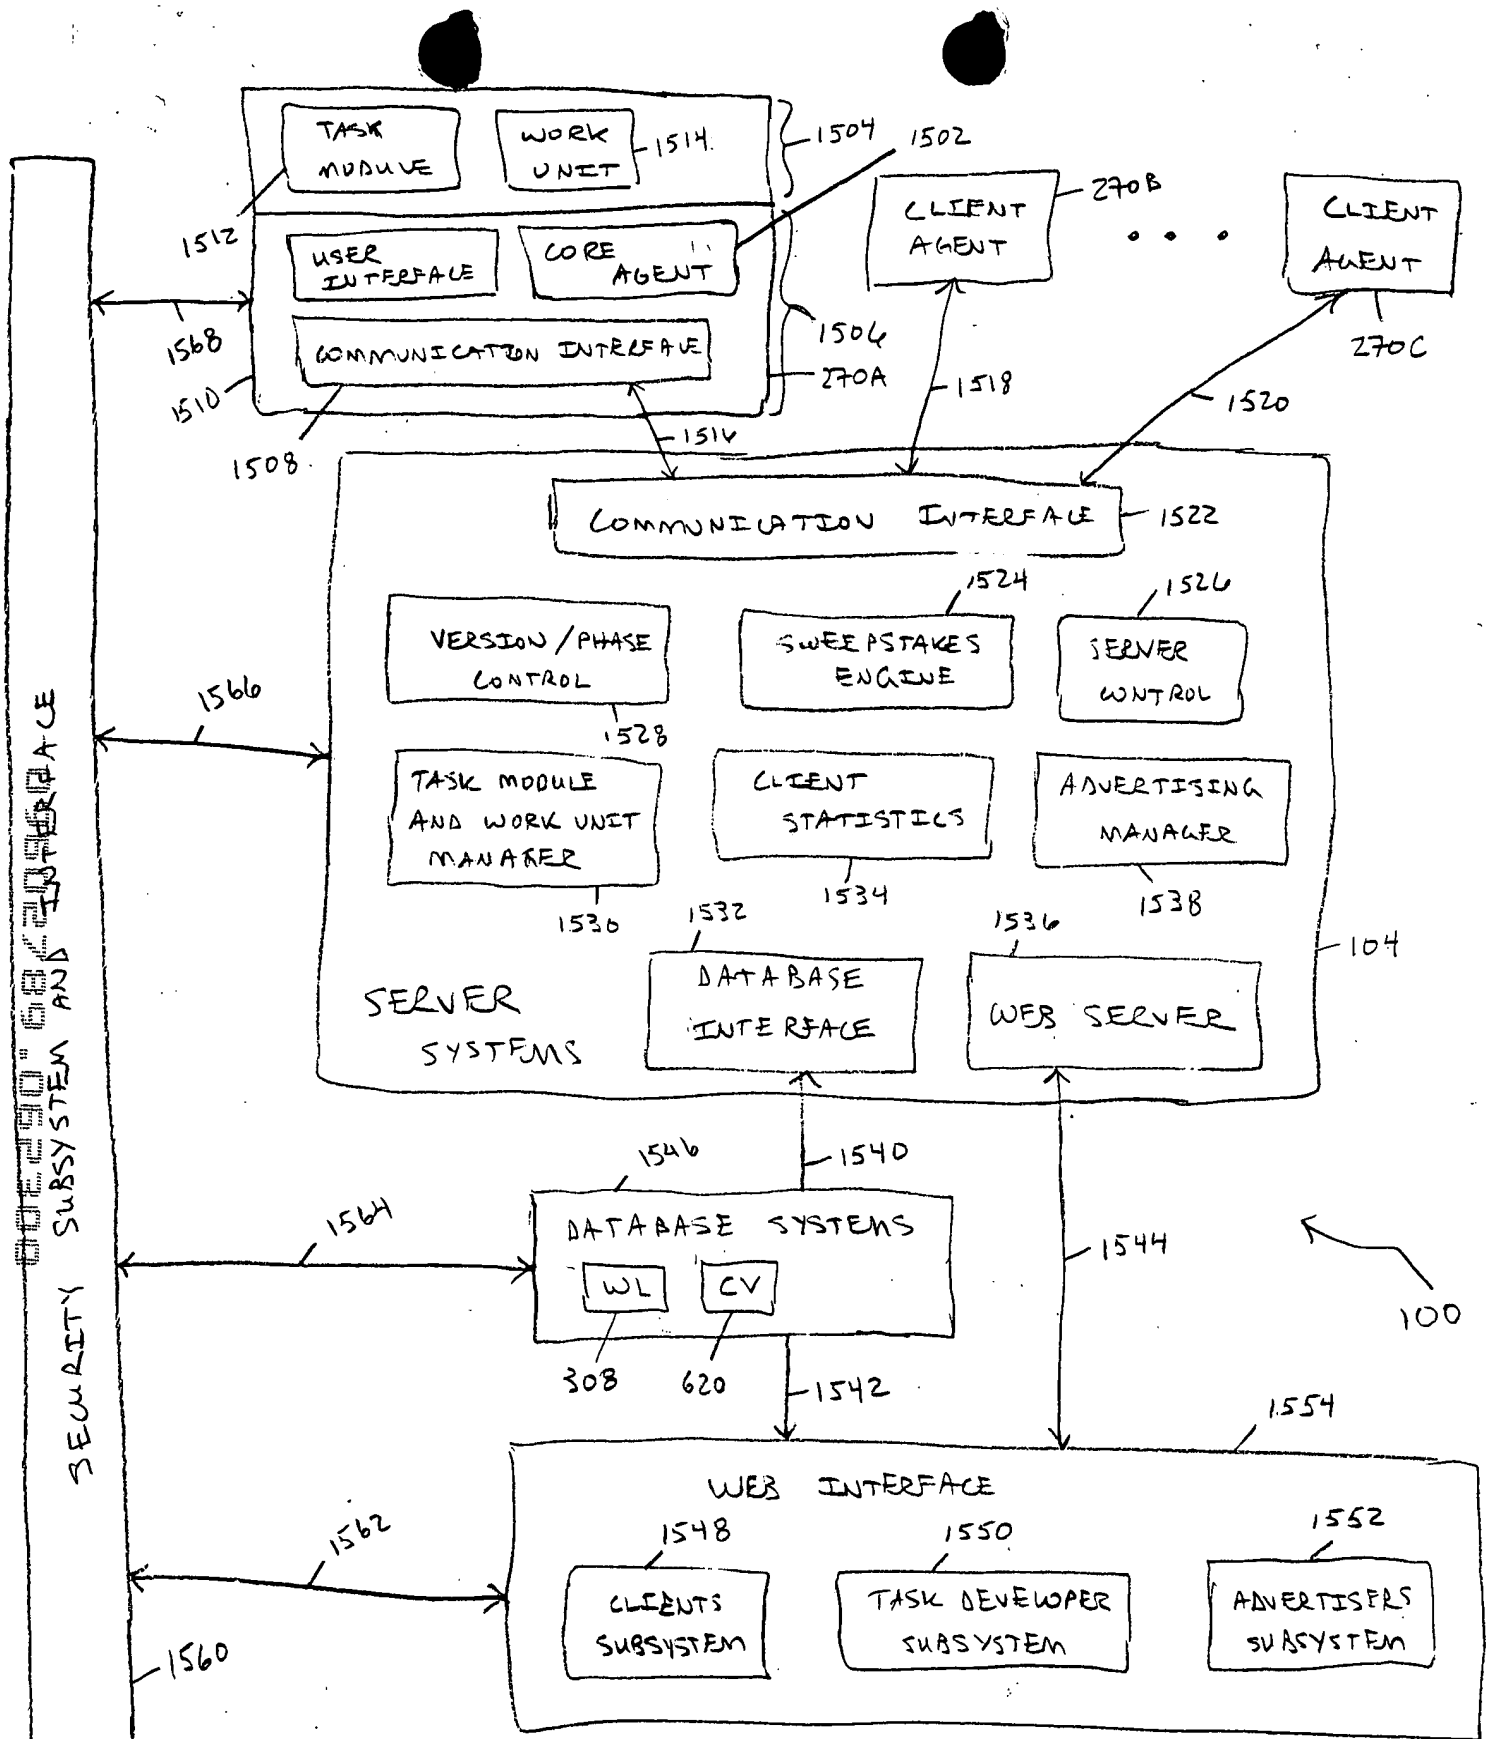 TASK
MODULE
WORK
UNIT
1514
1504
1502
1512
USER
INTERFACE
CORE
AGENT
COMMUNICATION INTERFACE
1506
270A
1568
1510
1508
CLIENT
AGENT
270B
CLIENT
AGENT
270C
1516
1518
1520
COMMUNICATION INTERFACE
1522
1524
1526
VERSION/PHASE
CONTROL
SWEEPSTAKES
ENGINE
SERVER
CONTROL
1566
1528
TASK MODULE
AND WORK UNIT
MANAGER
CLIENT
STATISTICS
ADVERTISING
MANAGER
1530
1534
1538
1532
1536
104
DATABASE
INTERFACE
WEB SERVER
SERVER
SYSTEMS
1546
1540
1564
DATABASE SYSTEMS
WL
CV
1544
100
308
620
1542
1554
WEB INTERFACE
1562
1548
1550
1552
CLIENTS
SUBSYSTEM
TASK DEVELOPER
SUBSYSTEM
ADVERTISERS
SUBSYSTEM
1560
SECURITY SUBSYSTEM AND INTERFACE